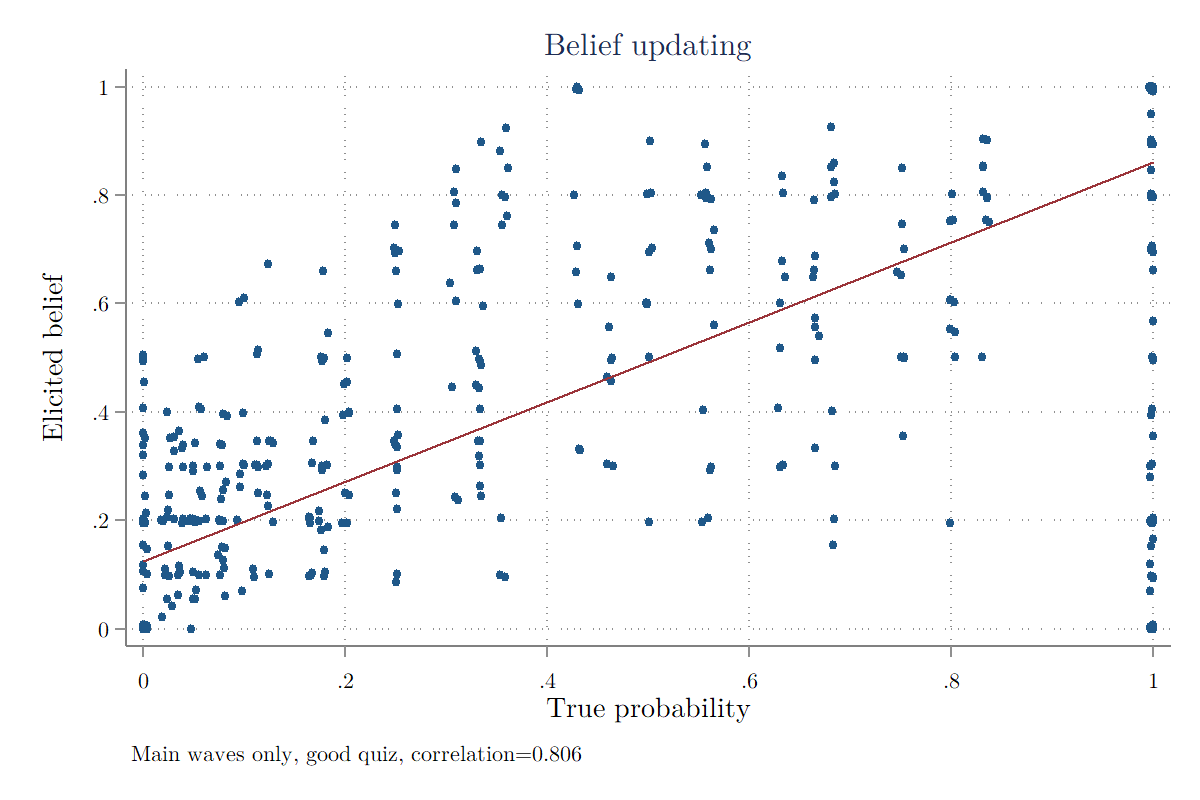 Belief updating
1
.8
.6
.4
.2
0
Elicited belief
0 .2 .4 .6 .8 1
True probability
Main waves only, good quiz, correlation=0.806